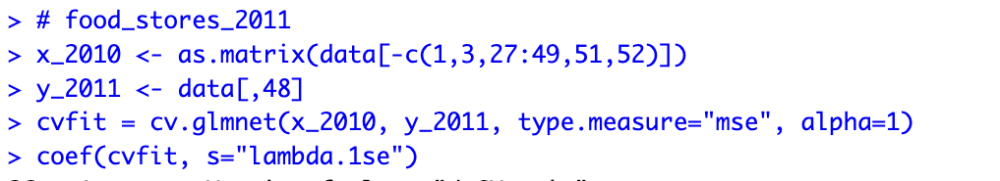 > # food_stores_2011
> x_2010 <- as.matrix(data[-c(1,3,27:49,51,52)])
> y_2011 <- data[,48]
> cvfit = cv.glmnet(x_2010, y_2011, type.measure="mse", alpha=1)
> coef(cvfit, s="lambda.1se")